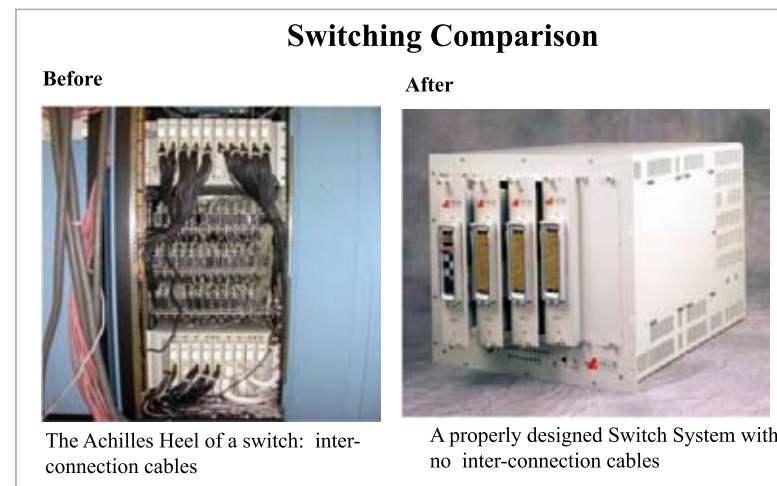 Switching Comparison
Before
After
The Achilles Heel of a switch:  inter-
connection cables
A properly designed Switch System with
no  inter-connection cables